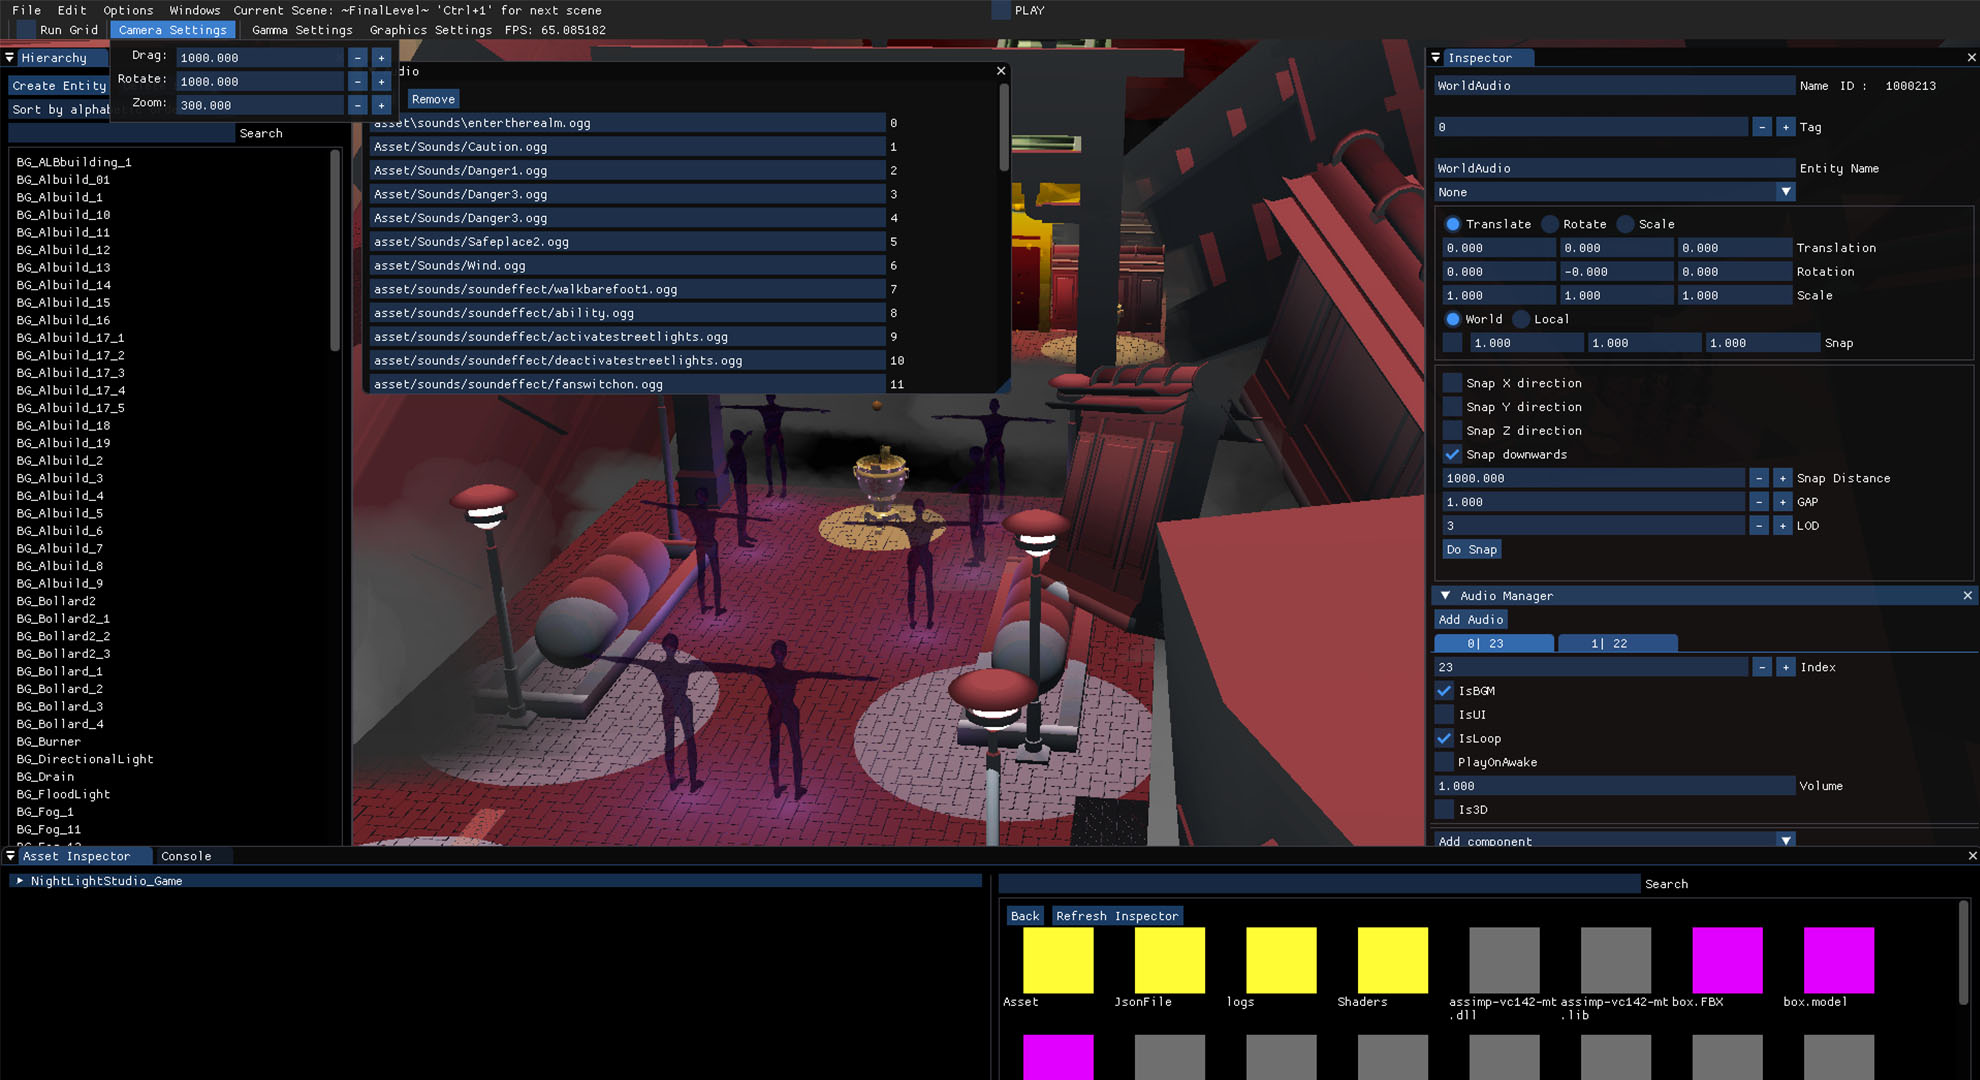 File Edit Options Windows Current Scene: ~FinalLevel~ 'Ctrl+1' for next scene PLAY
Run Grid Camera Settings Gamma Settings Graphics Settings FPS: 65.085182
Drag: 1000.000 - +
Rotate: 1000.000 - +
Zoom: 300.000 - +
Hierarchy
Create Entity
Sort by alphab
Search
BG_ALBbuilding_1
BG_Albuild_01
BG_Albuild_1
BG_Albuild_10
BG_Albuild_11
BG_Albuild_12
BG_Albuild_13
BG_Albuild_14
BG_Albuild_15
BG_Albuild_16
BG_Albuild_17_1
BG_Albuild_17_2
BG_Albuild_17_3
BG_Albuild_17_4
BG_Albuild_17_5
BG_Albuild_18
BG_Albuild_19
BG_Albuild_2
BG_Albuild_3
BG_Albuild_4
BG_Albuild_5
BG_Albuild_6
BG_Albuild_7
BG_Albuild_8
BG_Albuild_9
BG_Bollard2
BG_Bollard2_1
BG_Bollard2_2
BG_Bollard2_3
BG_Bollard_1
BG_Bollard_2
BG_Bollard_3
BG_Bollard_4
BG_Burner
BG_DirectionalLight
BG_Drain
BG_FloodLight
BG_Fog_1
BG_Fog_11
dio
Remove
asset\sounds\entertherealm.ogg 0
Asset/Sounds/Caution.ogg 1
Asset/Sounds/Danger1.ogg 2
Asset/Sounds/Danger3.ogg 3
Asset/Sounds/Danger3.ogg 4
asset/Sounds/Safeplace2.ogg 5
asset/Sounds/Wind.ogg 6
asset/sounds/soundeffect/walkbarefoot1.ogg 7
asset/sounds/soundeffect/ability.ogg 8
asset/sounds/soundeffect/activatestreetlights.ogg 9
asset/sounds/soundeffect/deactivatestreetlights.ogg 10
asset/sounds/soundeffect/fanswitchon.ogg 11
Inspector
WorldAudio Name ID : 1000213
0 - + Tag
WorldAudio Entity Name
None
Translate Rotate Scale
0.000 0.000 0.000 Translation
0.000 -0.000 0.000 Rotation
1.000 1.000 1.000 Scale
World Local
1.000 1.000 1.000 Snap
Snap X direction
Snap Y direction
Snap Z direction
Snap downwards
1000.000 - + Snap Distance
1.000 - + GAP
3 - + LOD
Do Snap
Audio Manager
Add Audio
0| 23 1| 22
23 - + Index
IsBGM
IsUI
IsLoop
PlayOnAwake
1.000 Volume
Is3D
Add component
Asset Inspector Console
NightLightStudio_Game
Search
Back Refresh Inspector
Asset JsonFile logs Shaders assimp-vc142-mt assimp-vc142-mt box.FBX box.model
.dll .lib